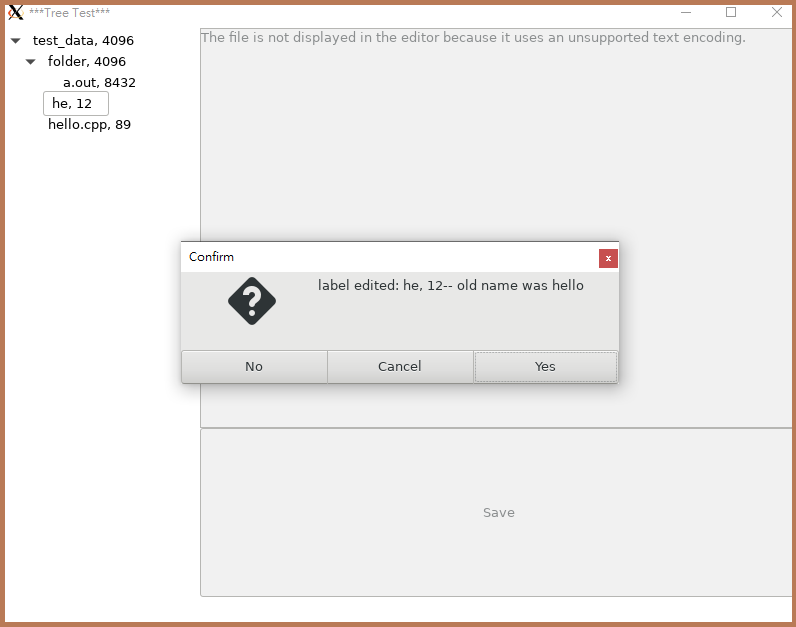 ***Tree Test***
test_data, 4096
folder, 4096
a.out, 8432
he, 12
hello.cpp, 89
The file is not displayed in the editor because it uses an unsupported text encoding.
Confirm
x
label edited: he, 12-- old name was hello
No
Cancel
Yes
Save